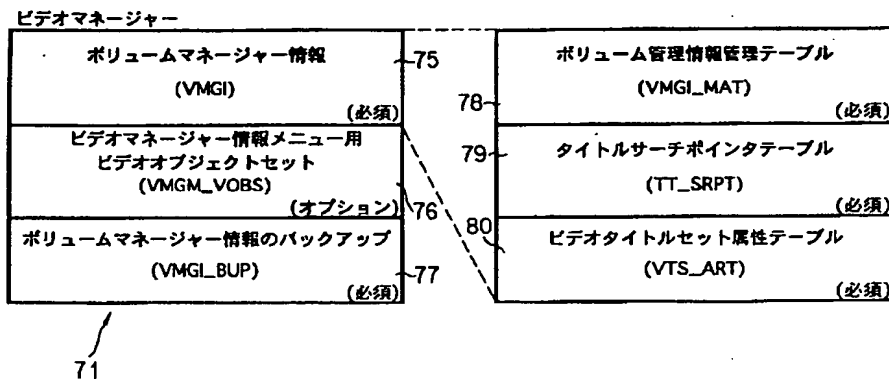 ビデオマネージャー
ボリュームマネージャー情報
(VMGI)
(必須)
75
ビデオマネージャー情報メニュー用
ビデオオブジェクトセット
(VMGM_VOBS)
(オプション)
76
ボリュームマネージャー情報のバックアップ
(VMGI_BUP)
(必須)
77
71
ボリューム管理情報管理テーブル
(VMGI_MAT)
(必須)
78
タイトルサーチポインタテーブル
(TT_SRPT)
(必須)
79
ビデオタイトルセット属性テーブル
(VTS_ART)
(必須)
80